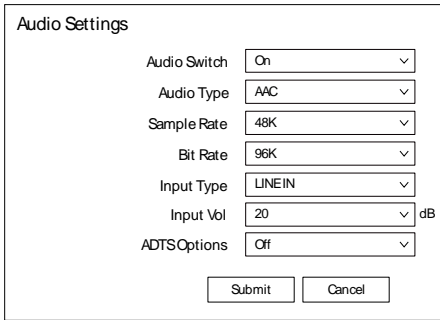 Audio Settings
Audio Switch On
Audio Type AAC
Sample Rate 48K
Bit Rate 96K
Input Type LINEIN
Input Vol 20 dB
ADTSOptions Off
Submit Cancel